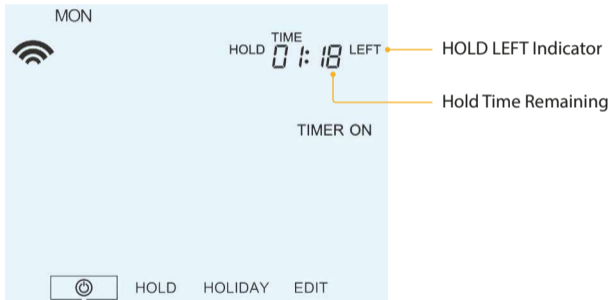 MON
TIME
HOLD 01:18 LEFT
HOLD LEFT Indicator
Hold Time Remaining
TIMER ON
HOLD HOLIDAY EDIT